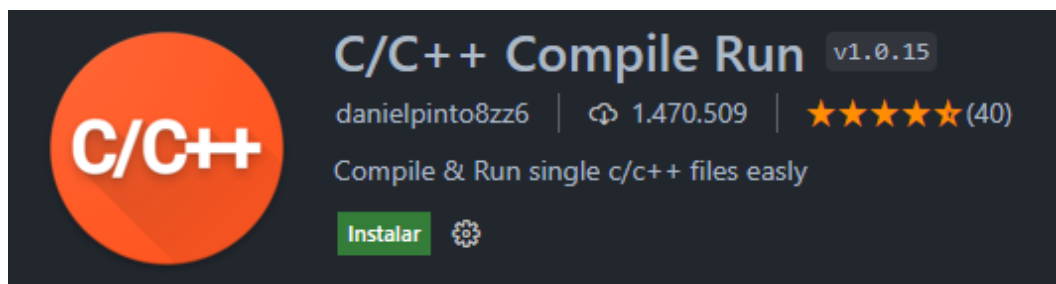 C/C++
C/C++ Compile Run v1.0.15
danielpinto8zz6 1.470.509 (40)
Compile & Run single c/c++ files easly
Instalar